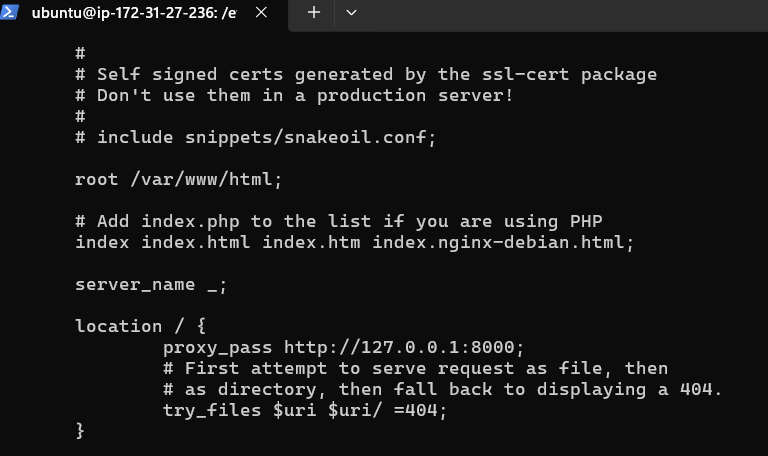 ubuntu@ip-172-31-27-236: /e
#
# Self signed certs generated by the ssl-cert package
# Don't use them in a production server!
#
# include snippets/snakeoil.conf;
root /var/www/html;
# Add index.php to the list if you are using PHP
index index.html index.htm index.nginx-debian.html;
server_name _;
location / {
proxy_pass http://127.0.0.1:8000;
# First attempt to serve request as file, then
# as directory, then fall back to displaying a 404.
try_files $uri $uri/ =404;
}